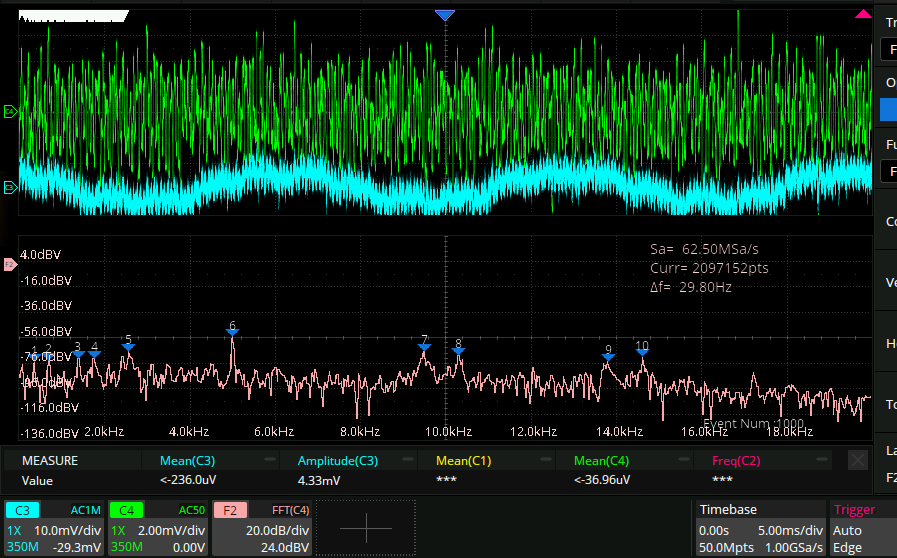 Tr
C4
F
O
Fu
C3
F
Co
4.0dBV
Sa= 62.50MSa/s
F2
Curr= 2097152pts
-16.0dBV
Δf= 29.80Hz
Ve
-36.0dBV
-56.0dBV
6
1 2 3 4 5 7 8 9 10
Ho
-76.0dBV
-116.0dBV
To
Event Num :1000
-136.0dBV 2.0kHz 4.0kHz 6.0kHz 8.0kHz 10.0kHz 12.0kHz 14.0kHz 16.0kHz 18.0kHz
La
MEASURE Mean(C3) Amplitude(C3) Mean(C1) Mean(C4) Freq(C2)
Value <-236.0uV 4.33mV *** <-36.96uV ***
F2
C3 AC1M C4 AC50 F2 FFT(C4) Timebase Trigger
1X 10.0mV/div 1X 2.00mV/div 20.0dB/div 0.00s 5.00ms/div Auto
350M -29.3mV 350M 0.00V 24.0dBV 50.0Mpts 1.00GSa/s Edge